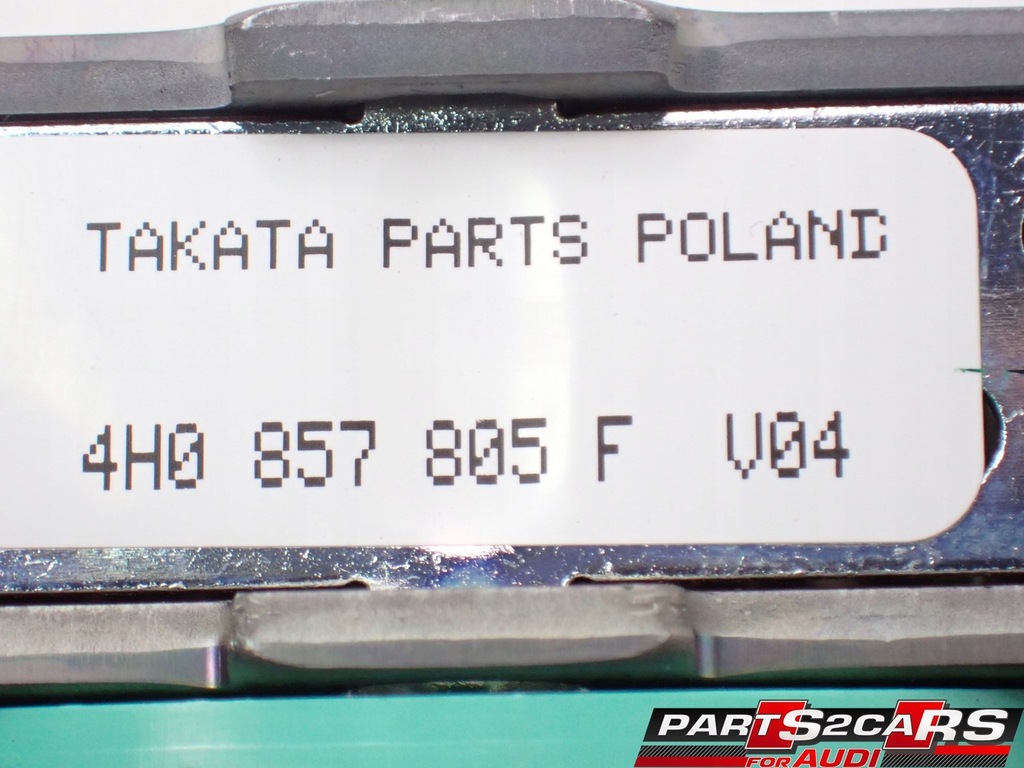 TAKATA PARTS POLAND
4H0 857 805 F V04
PARTS2CARS
FOR AUDI